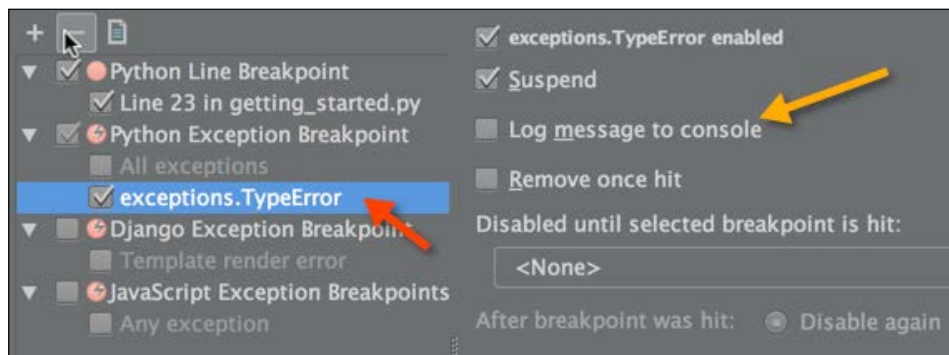 Python Line Breakpoint
Line 23 in getting_started.py
Python Exception Breakpoint
All exceptions
exceptions.TypeError
Django Exception Breakpoint
Template render error
JavaScript Exception Breakpoints
Any exception
exceptions.TypeError enabled
Suspend
Log message to console
Remove once hit
Disabled until selected breakpoint is hit:
<None>
After breakpoint was hit: Disable again